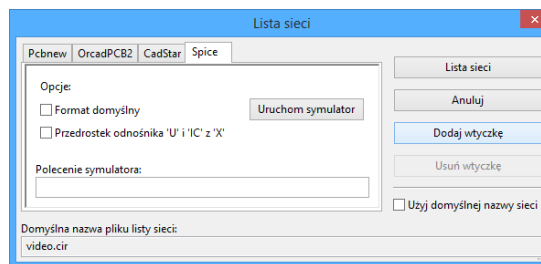 Lista sieci
Pcbnew OrcadPCB2 CadStar Spice
Opcje:
Format domyślny
Uruchom symulator
Przedrostek odnośnika 'U' i 'IC' z 'X'
Polecenie symulatora:
Lista sieci
Anuluj
Dodaj wtyczkę
Usuń wtyczkę
Użyj domyślnej nazwy sieci
Domyślna nazwa pliku listy sieci:
video.cir